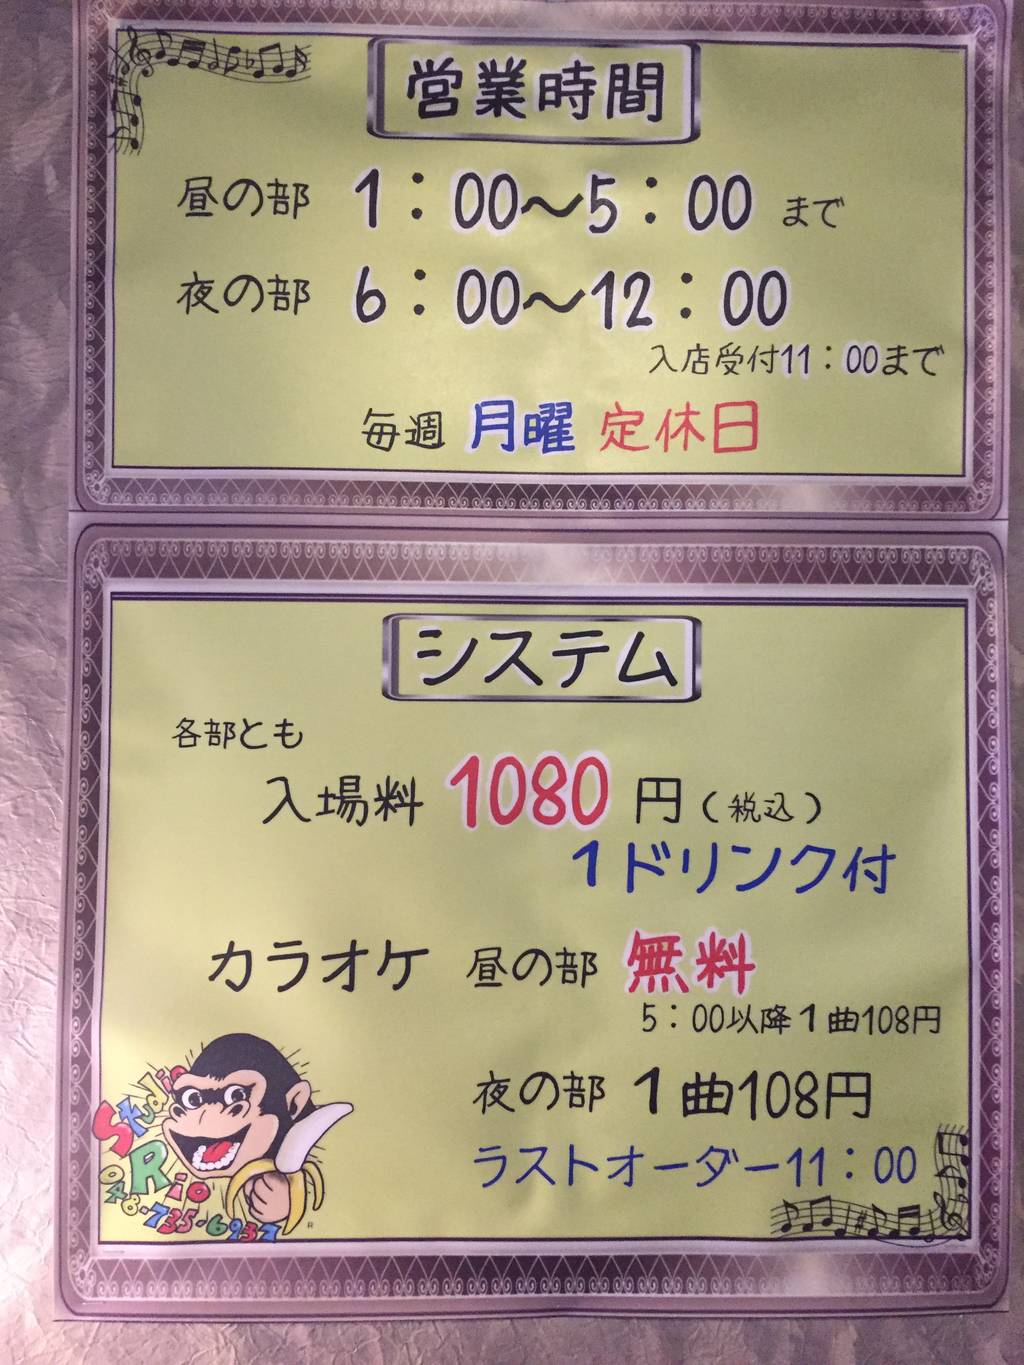 営業時間
昼の部 1：00～5：00 まで
夜の部 6：00～12：00
入店受付11：00まで
毎週 月曜 定休日
システム
各部とも
入場料 1080 円（税込）
1ドリンク付
カラオケ 昼の部 無料
5：00以降1曲108円
夜の部 1曲108円
ラストオーダー11：00
Studio
Rio
048-735-6937
®